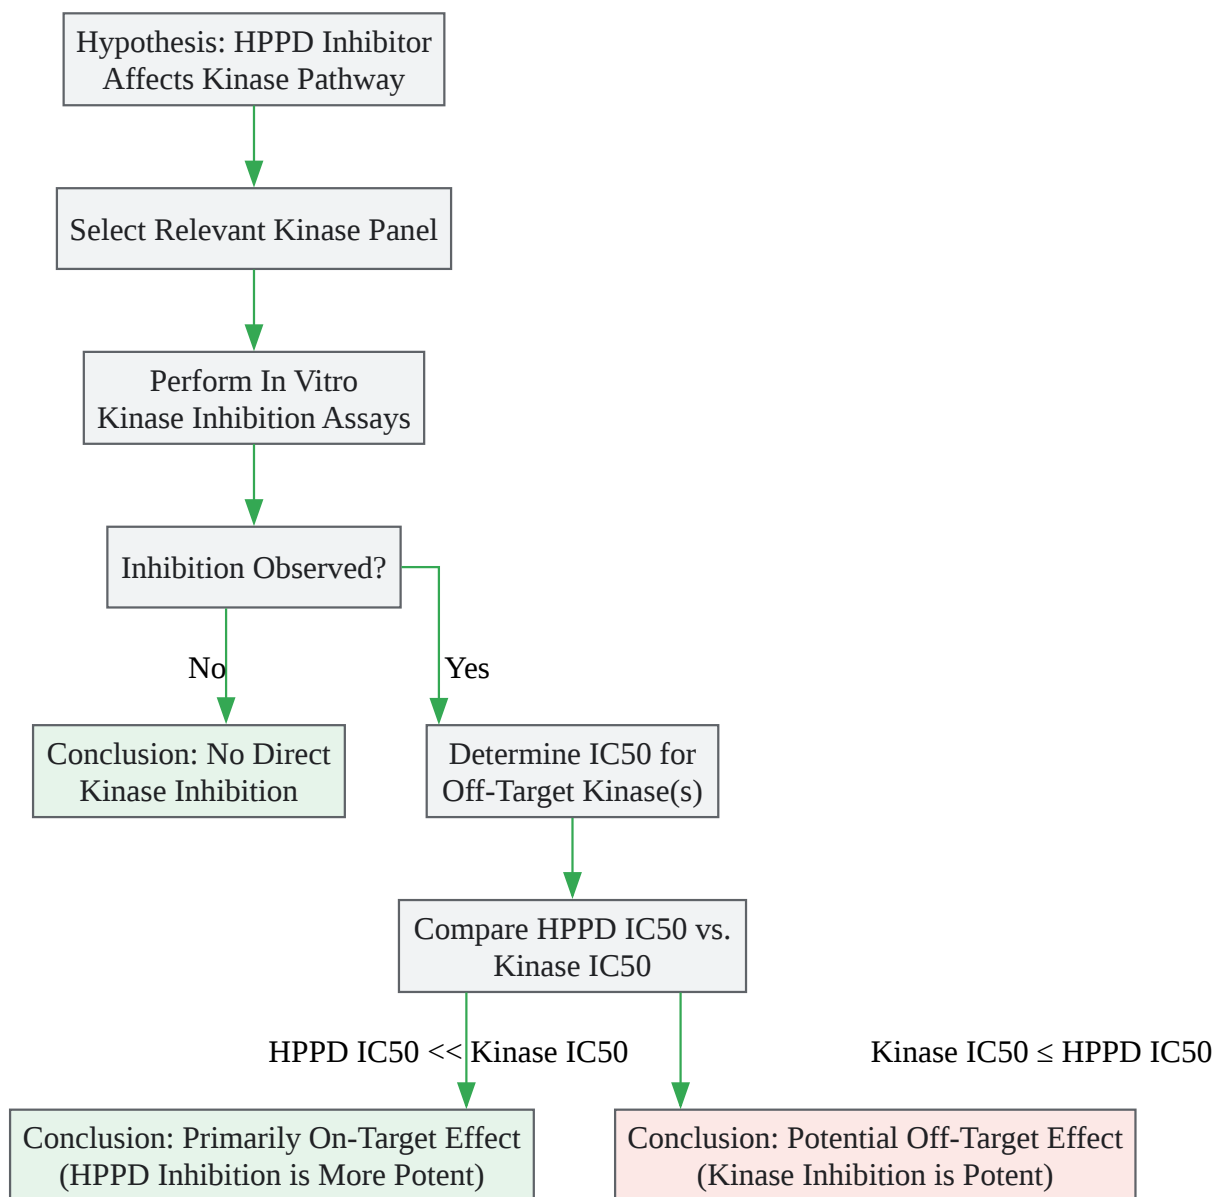 Hypothesis: HPPD Inhibitor
Affects Kinase Pathway
Select Relevant Kinase Panel
Perform In Vitro
Kinase Inhibition Assays
Inhibition Observed?
No
Yes
Conclusion: No Direct
Kinase Inhibition
Determine IC50 for
Off-Target Kinase(s)
Compare HPPD IC50 vs.
Kinase IC50
HPPD IC50 << Kinase IC50
Kinase IC50 ≤ HPPD IC50
Conclusion: Primarily On-Target Effect
(HPPD Inhibition is More Potent)
Conclusion: Potential Off-Target Effect
(Kinase Inhibition is Potent)